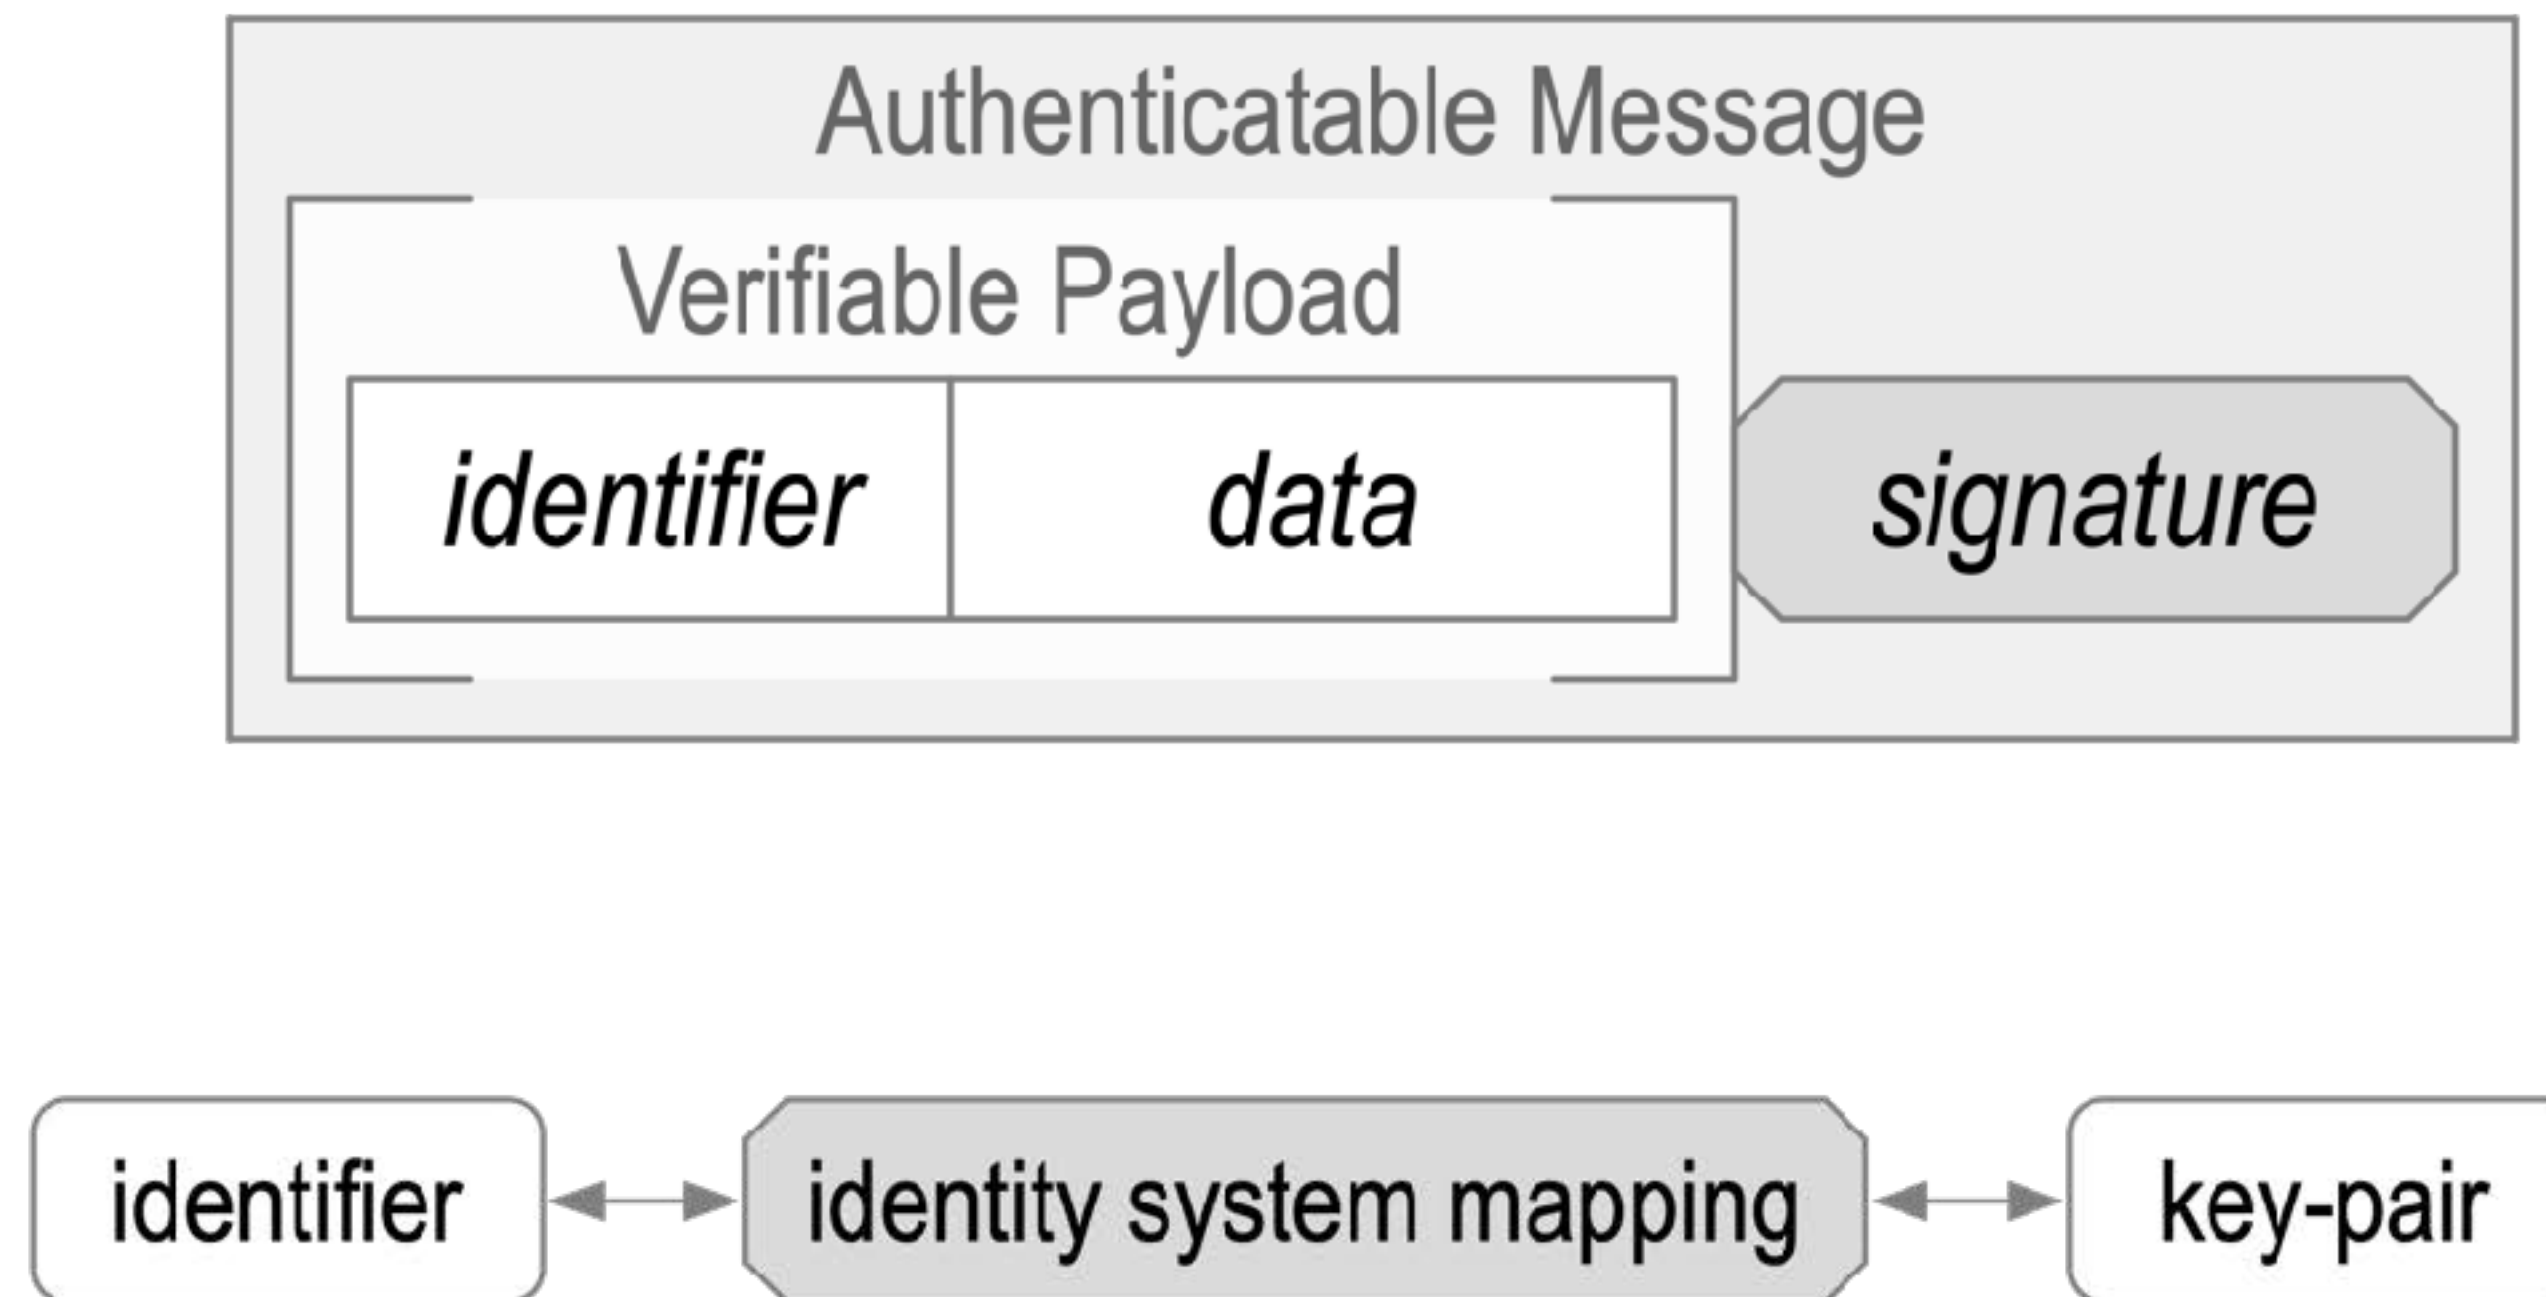 Authenticatable Message
Verifiable Payload
identifier data signature
identifier identity system mapping key-pair